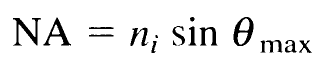 NA = n_i sin θ_max